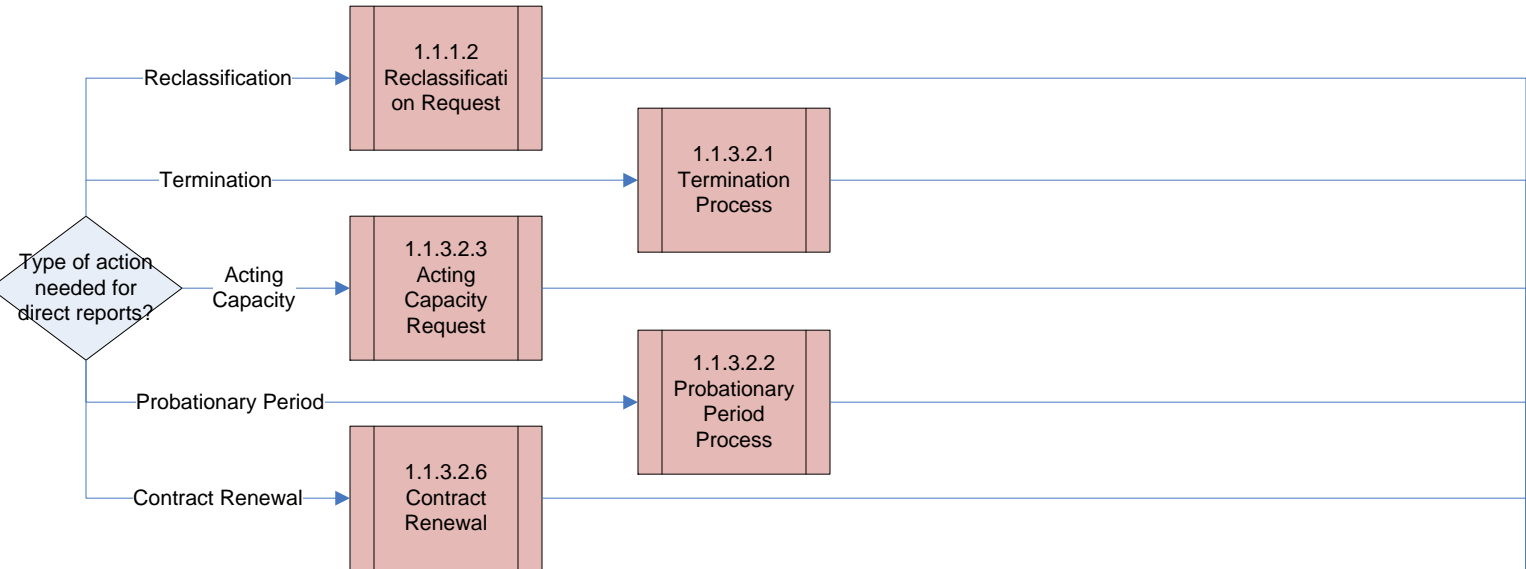 Reclassification
1.1.1.2
Reclassificati
on Request
Termination
1.1.3.2.1
Termination
Process
Type of action
needed for
direct reports?
Acting
Capacity
1.1.3.2.3
Acting
Capacity
Request
Probationary Period
1.1.3.2.2
Probationary
Period
Process
Contract Renewal
1.1.3.2.6
Contract
Renewal